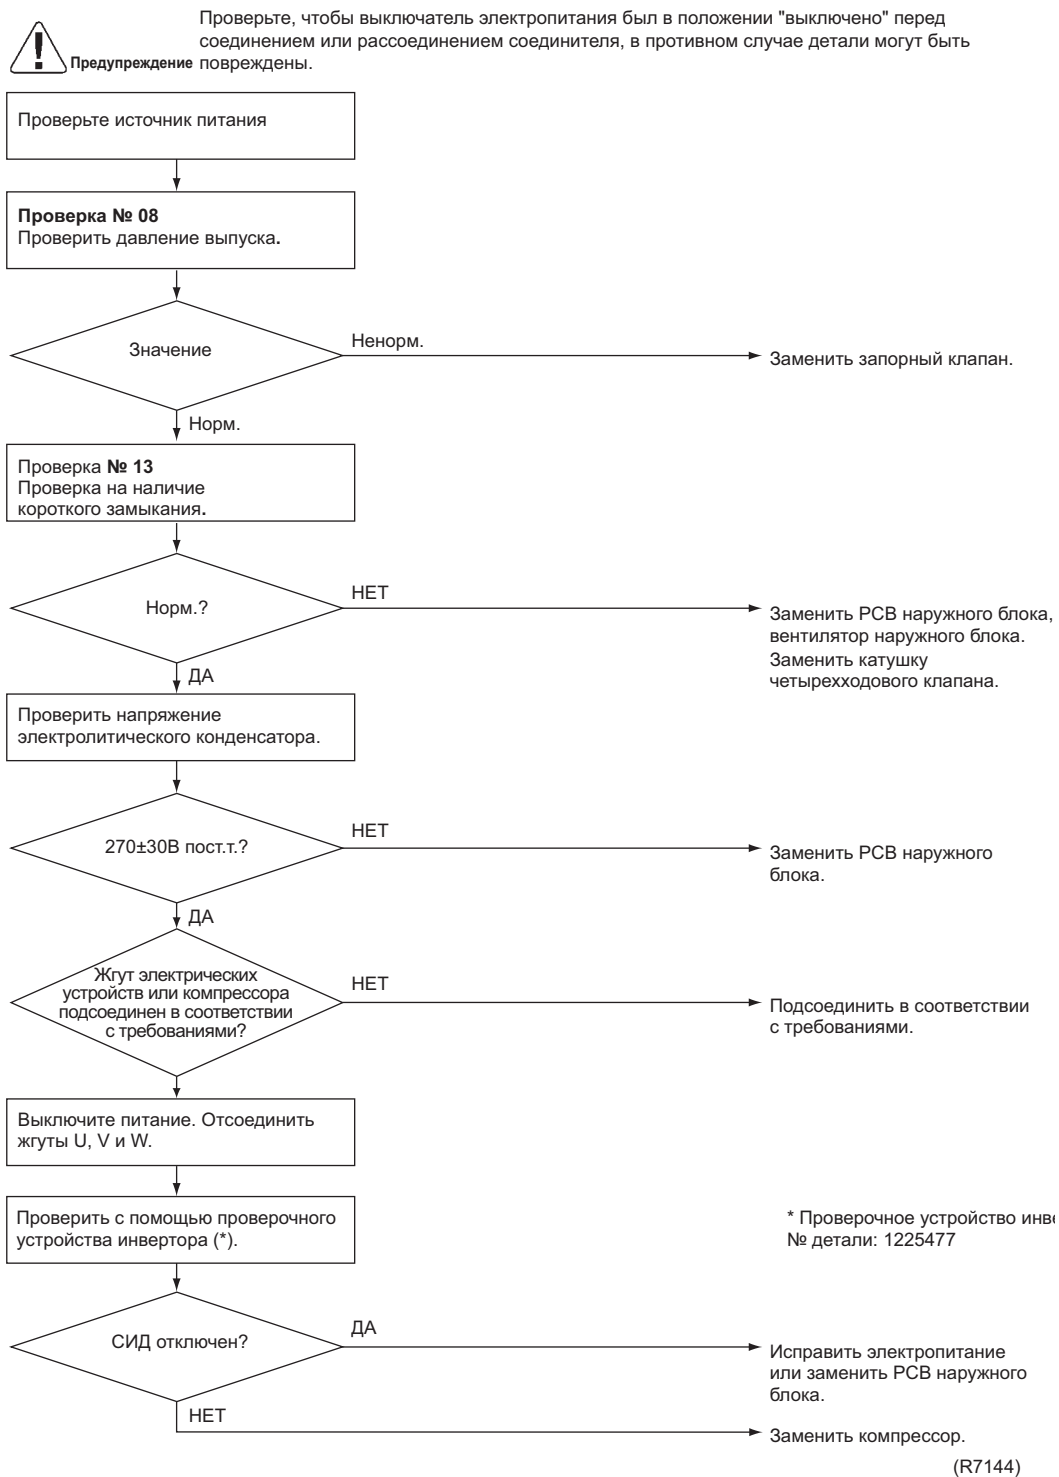 Проверьте, чтобы выключатель электропитания был в положении "выключено" перед
соединением или рассоединением соединителя, в противном случае детали могут быть
Предупреждение повреждены.
Проверьте источник питания
Проверка № 08
Проверить давление выпуска.
Значение
Ненорм.
Заменить запорный клапан.
Норм.
Проверка № 13
Проверка на наличие
короткого замыкания.
Норм.?
НЕТ
Заменить PCB наружного блока,
вентилятор наружного блока.
Заменить катушку
четырехходового клапана.
ДА
Проверить напряжение
электролитического конденсатора.
270±30В пост.т.?
НЕТ
Заменить PCB наружного
блока.
ДА
Жгут электрических
устройств или компрессора
подсоединен в соответствии
с требованиями?
НЕТ
Подсоединить в соответствии
с требованиями.
Выключите питание. Отсоединить
жгуты U, V и W.
Проверить с помощью проверочного
устройства инвертора (*).
* Проверочное устройство инве
№ детали: 1225477
СИД отключен?
ДА
Исправить электропитание
или заменить PCB наружного
блока.
НЕТ
Заменить компрессор.
(R7144)